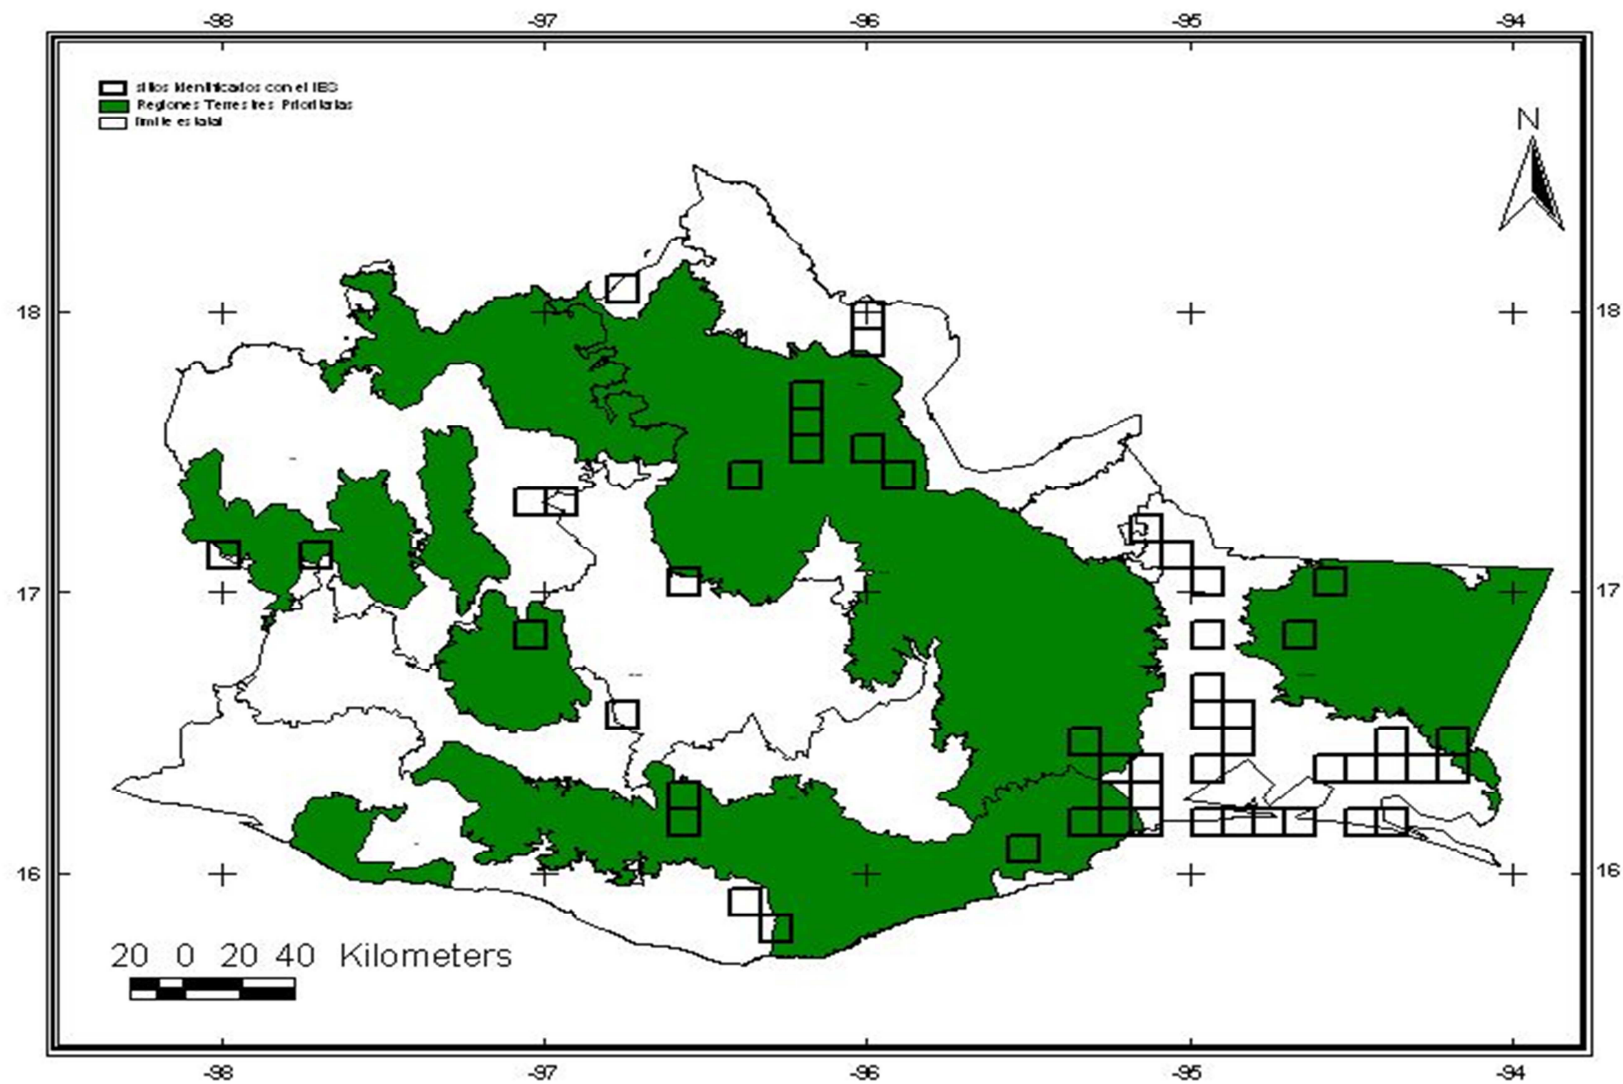 -98 -97 -96 -95 -94
sitios identificados con el IEC
Regiones Terrestres Prioritarias
limite estatal
N
18 18
17 17
16 16
20 0 20 40 Kilometers
-98 -97 -96 -95 -94